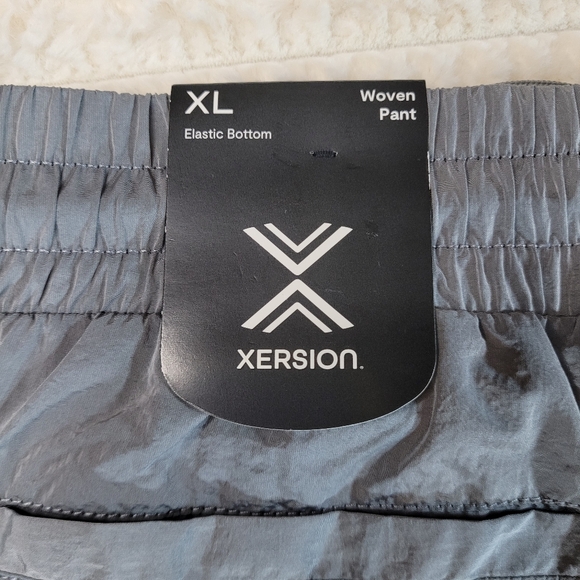 XL
Elastic Bottom
Woven
Pant
XERSION.